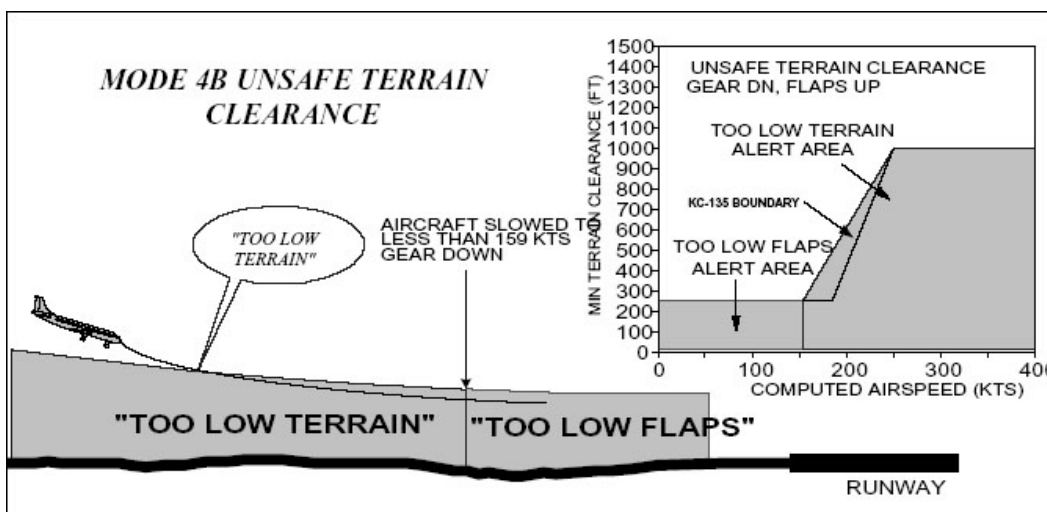 MODE 4B UNSAFE TERRAIN
CLEARANCE
"TOO LOW
TERRAIN"
AIRCRAFT SLOWED TO
LESS THAN 159 KTS
GEAR DOWN
"TOO LOW TERRAIN"
"TOO LOW FLAPS"
RUNWAY
MIN TERRAIN CLEARANCE (FT)
1500
1400
1300
1200
1100
1000
900
800
700
600
500
400
300
200
100
0
UNSAFE TERRAIN CLEARANCE
GEAR DN, FLAPS UP
TOO LOW TERRAIN
ALERT AREA
KC-135 BOUNDARY
TOO LOW FLAPS
ALERT AREA
0 100 200 300 400
COMPUTED AIRSPEED (KTS)